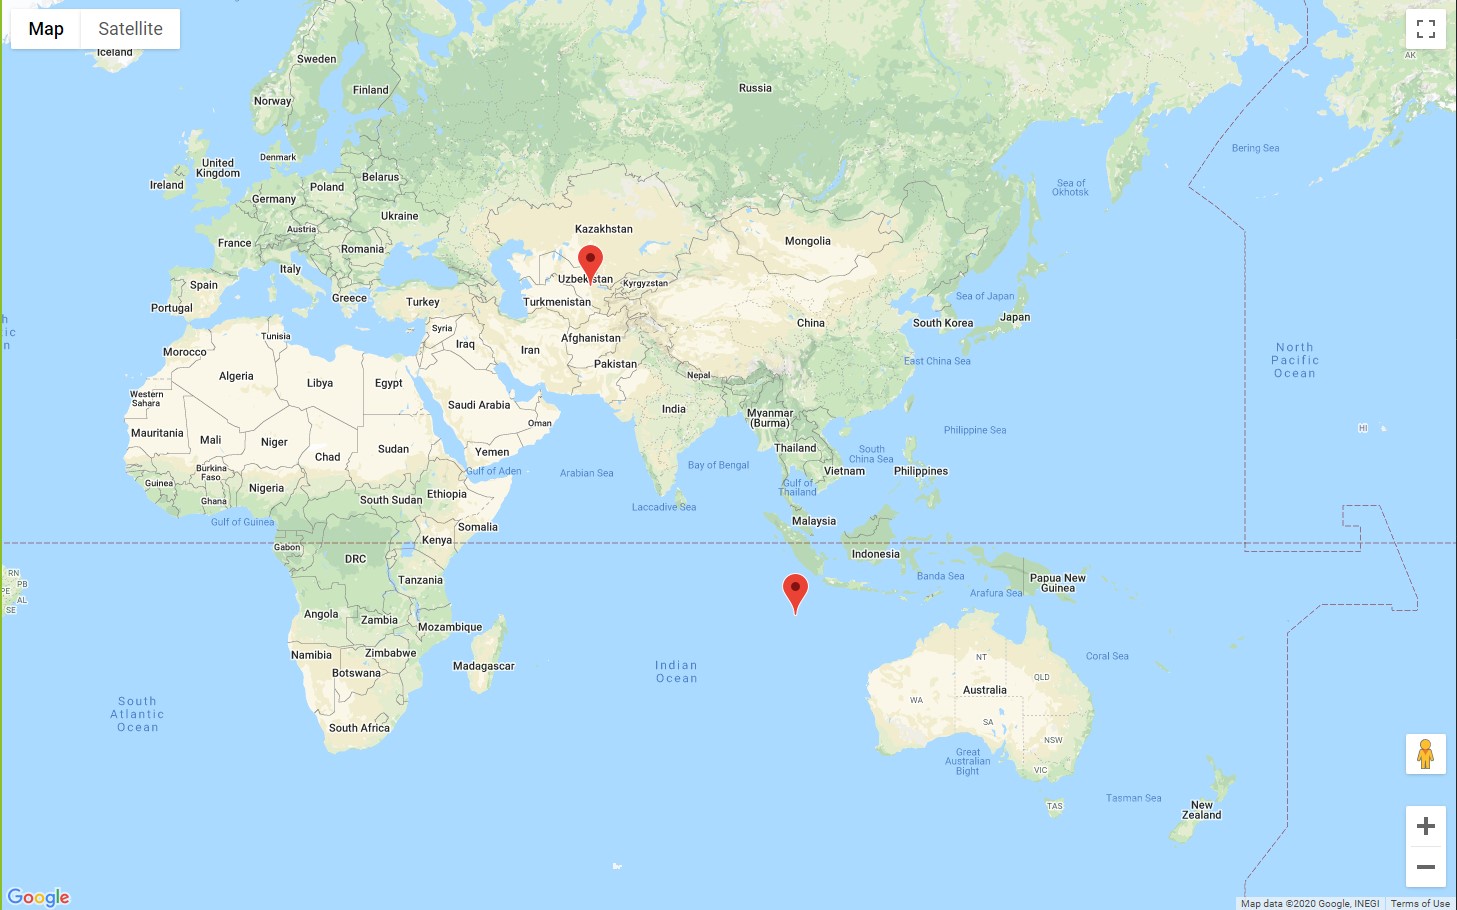 Map
Satellite
Iceland
Sweden
Finland
Norway
Russia
AK
Bering Sea
Sea of
Okhotsk
Denmark
United
Kingdom
Ireland
Belarus
Poland
Germany
Ukraine
Austria
France
Romania
Kazakhstan
Mongolia
Italy
Spain
Uzbekistan
Kyrgyzstan
Portugal
Greece
Turkey
Turkmenistan
Sea of Japan
Japan
South Korea
China
Tunisia
Syria
Iraq
Afghanistan
Iran
Morocco
Pakistan
East China Sea
North
Pacific
Ocean
Algeria
Libya
Egypt
Nepal
Western
Sahara
Saudi Arabia
India
Oman
Myanmar
(Burma)
Mauritania
Mali
Niger
Chad
Sudan
Yemen
Thailand
Philippine Sea
HI
South
China Sea
Burkina
Faso
Gulf of Aden
Arabian Sea
Bay of Bengal
Vietnam
Philippines
Guinea
Nigeria
Ghana
South Sudan
Ethiopia
Gulf of
Thailand
Laccadive Sea
Gulf of Guinea
Somalia
Malaysia
Gabon
Kenya
DRC
Indonesia
Tanzania
Banda Sea
Papua New
Guinea
Arafura Sea
RN
PB
PE
AL
SE
Angola
Zambia
Mozambique
Namibia
Zimbabwe
Botswana
Madagascar
Indian
Ocean
NT
Coral Sea
QLD
Australia
WA
SA
South
Atlantic
Ocean
South Africa
NSW
Great
Australian
Bight
VIC
TAS
Tasman Sea
New
Zealand
Google
Map data ©2020 Google, INEGI
Terms of Use